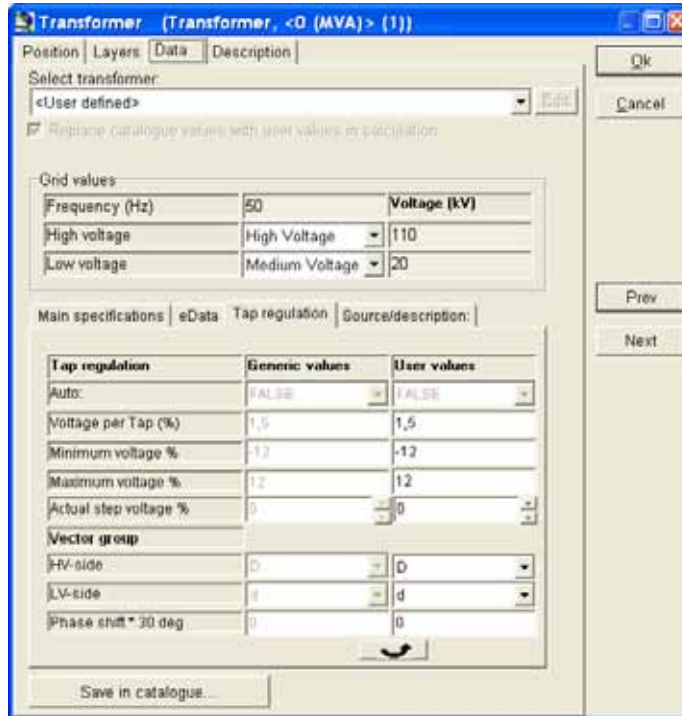 Transformer (Transformer, <0 (MVA)> (1))
Position Layers Data Description
Ok
Select transformer:
<User defined> Edit
Cancel
Replace catalogue values with user values in calculation
Grid values
Frequency (Hz) 50 Voltage (kV)
High voltage High Voltage 110
Low voltage Medium Voltage 20
Prev
Main specifications eData Tap regulation Source/description:
Next
Tap regulation Generic values User values
Auto: FALSE FALSE
Voltage per Tap (%) 1,5 1,5
Minimum voltage % -12 -12
Maximum voltage % 12 12
Actual step voltage % 0 0
Vector group
HV-side D D
LV-side d d
Phase shift * 30 deg 0 0
Save in catalogue...